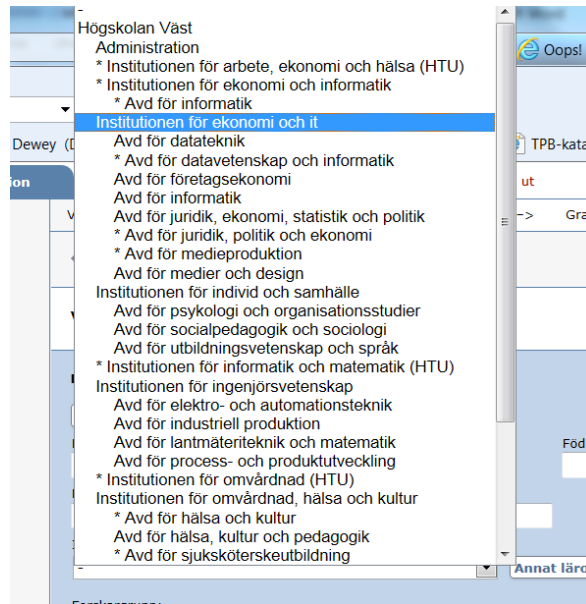 -
Högskolan Väst
Administration
* Institutionen för arbete, ekonomi och hälsa (HTU)
* Institutionen för ekonomi och informatik
* Avd för informatik
Institutionen för ekonomi och it
Avd för datateknik
* Avd för datavetenskap och informatik
Avd för företagsekonomi
Avd för informatik
Avd för juridik, ekonomi, statistik och politik
* Avd för juridik, politik och ekonomi
* Avd för medieproduktion
Avd för medier och design
Institutionen för individ och samhälle
Avd för psykologi och organisationsstudier
Avd för socialpedagogik och sociologi
Avd för utbildningsvetenskap och språk
* Institutionen för informatik och matematik (HTU)
Institutionen för ingenjörsvetenskap
Avd för elektro- och automationsteknik
Avd för industriell produktion
Avd för lantmäteriteknik och matematik
Avd för process- och produktutveckling
* Institutionen för omvårdnad (HTU)
Institutionen för omvårdnad, hälsa och kultur
* Avd för hälsa och kultur
Avd för hälsa, kultur och pedagogik
* Avd för sjuksköterskeutbildning
-
Oops!
Dewey (D
TPB-kata
ion
ut
V
-> Gra
Föd
Annat läro